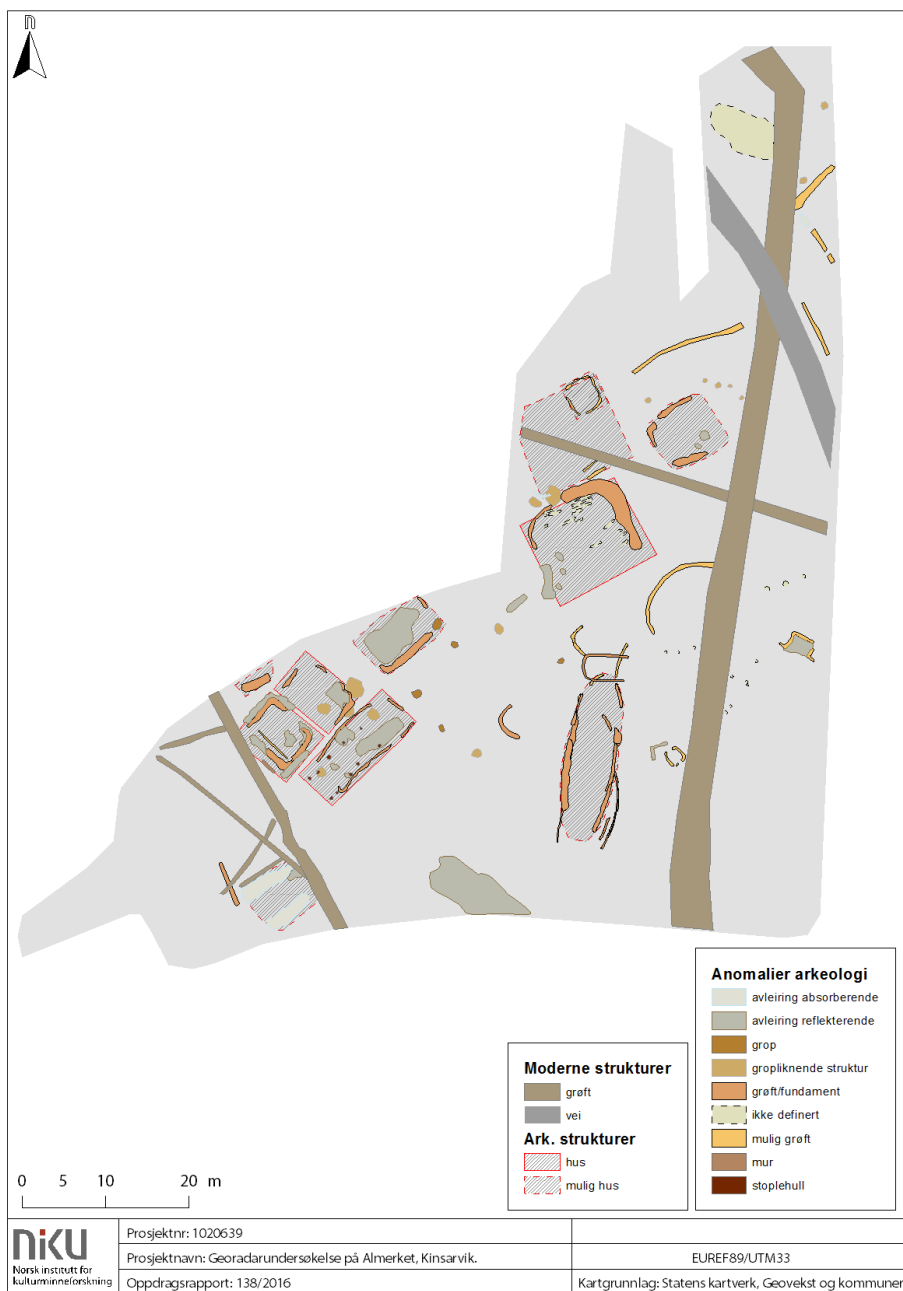 n
Anomalier arkeologi
avleiring absorberende
avleiring reflekterende
grop
gropliknende struktur
grøft/fundament
ikke definert
mulig grøft
mur
stoplehull
Moderne strukturer
grøft
vei
Ark. strukturer
hus
mulig hus
0 5 10 20 m
niku
Norsk institutt for
kulturminneforskning
Prosjektnr: 1020639
Prosjektnavn: Georadarundersøkelse på Almerket, Kinsarvik.
EUREF89/UTM33
Oppdragsrapport: 138/2016
Kartgrunnlag: Statens kartverk, Geovekst og kommuner